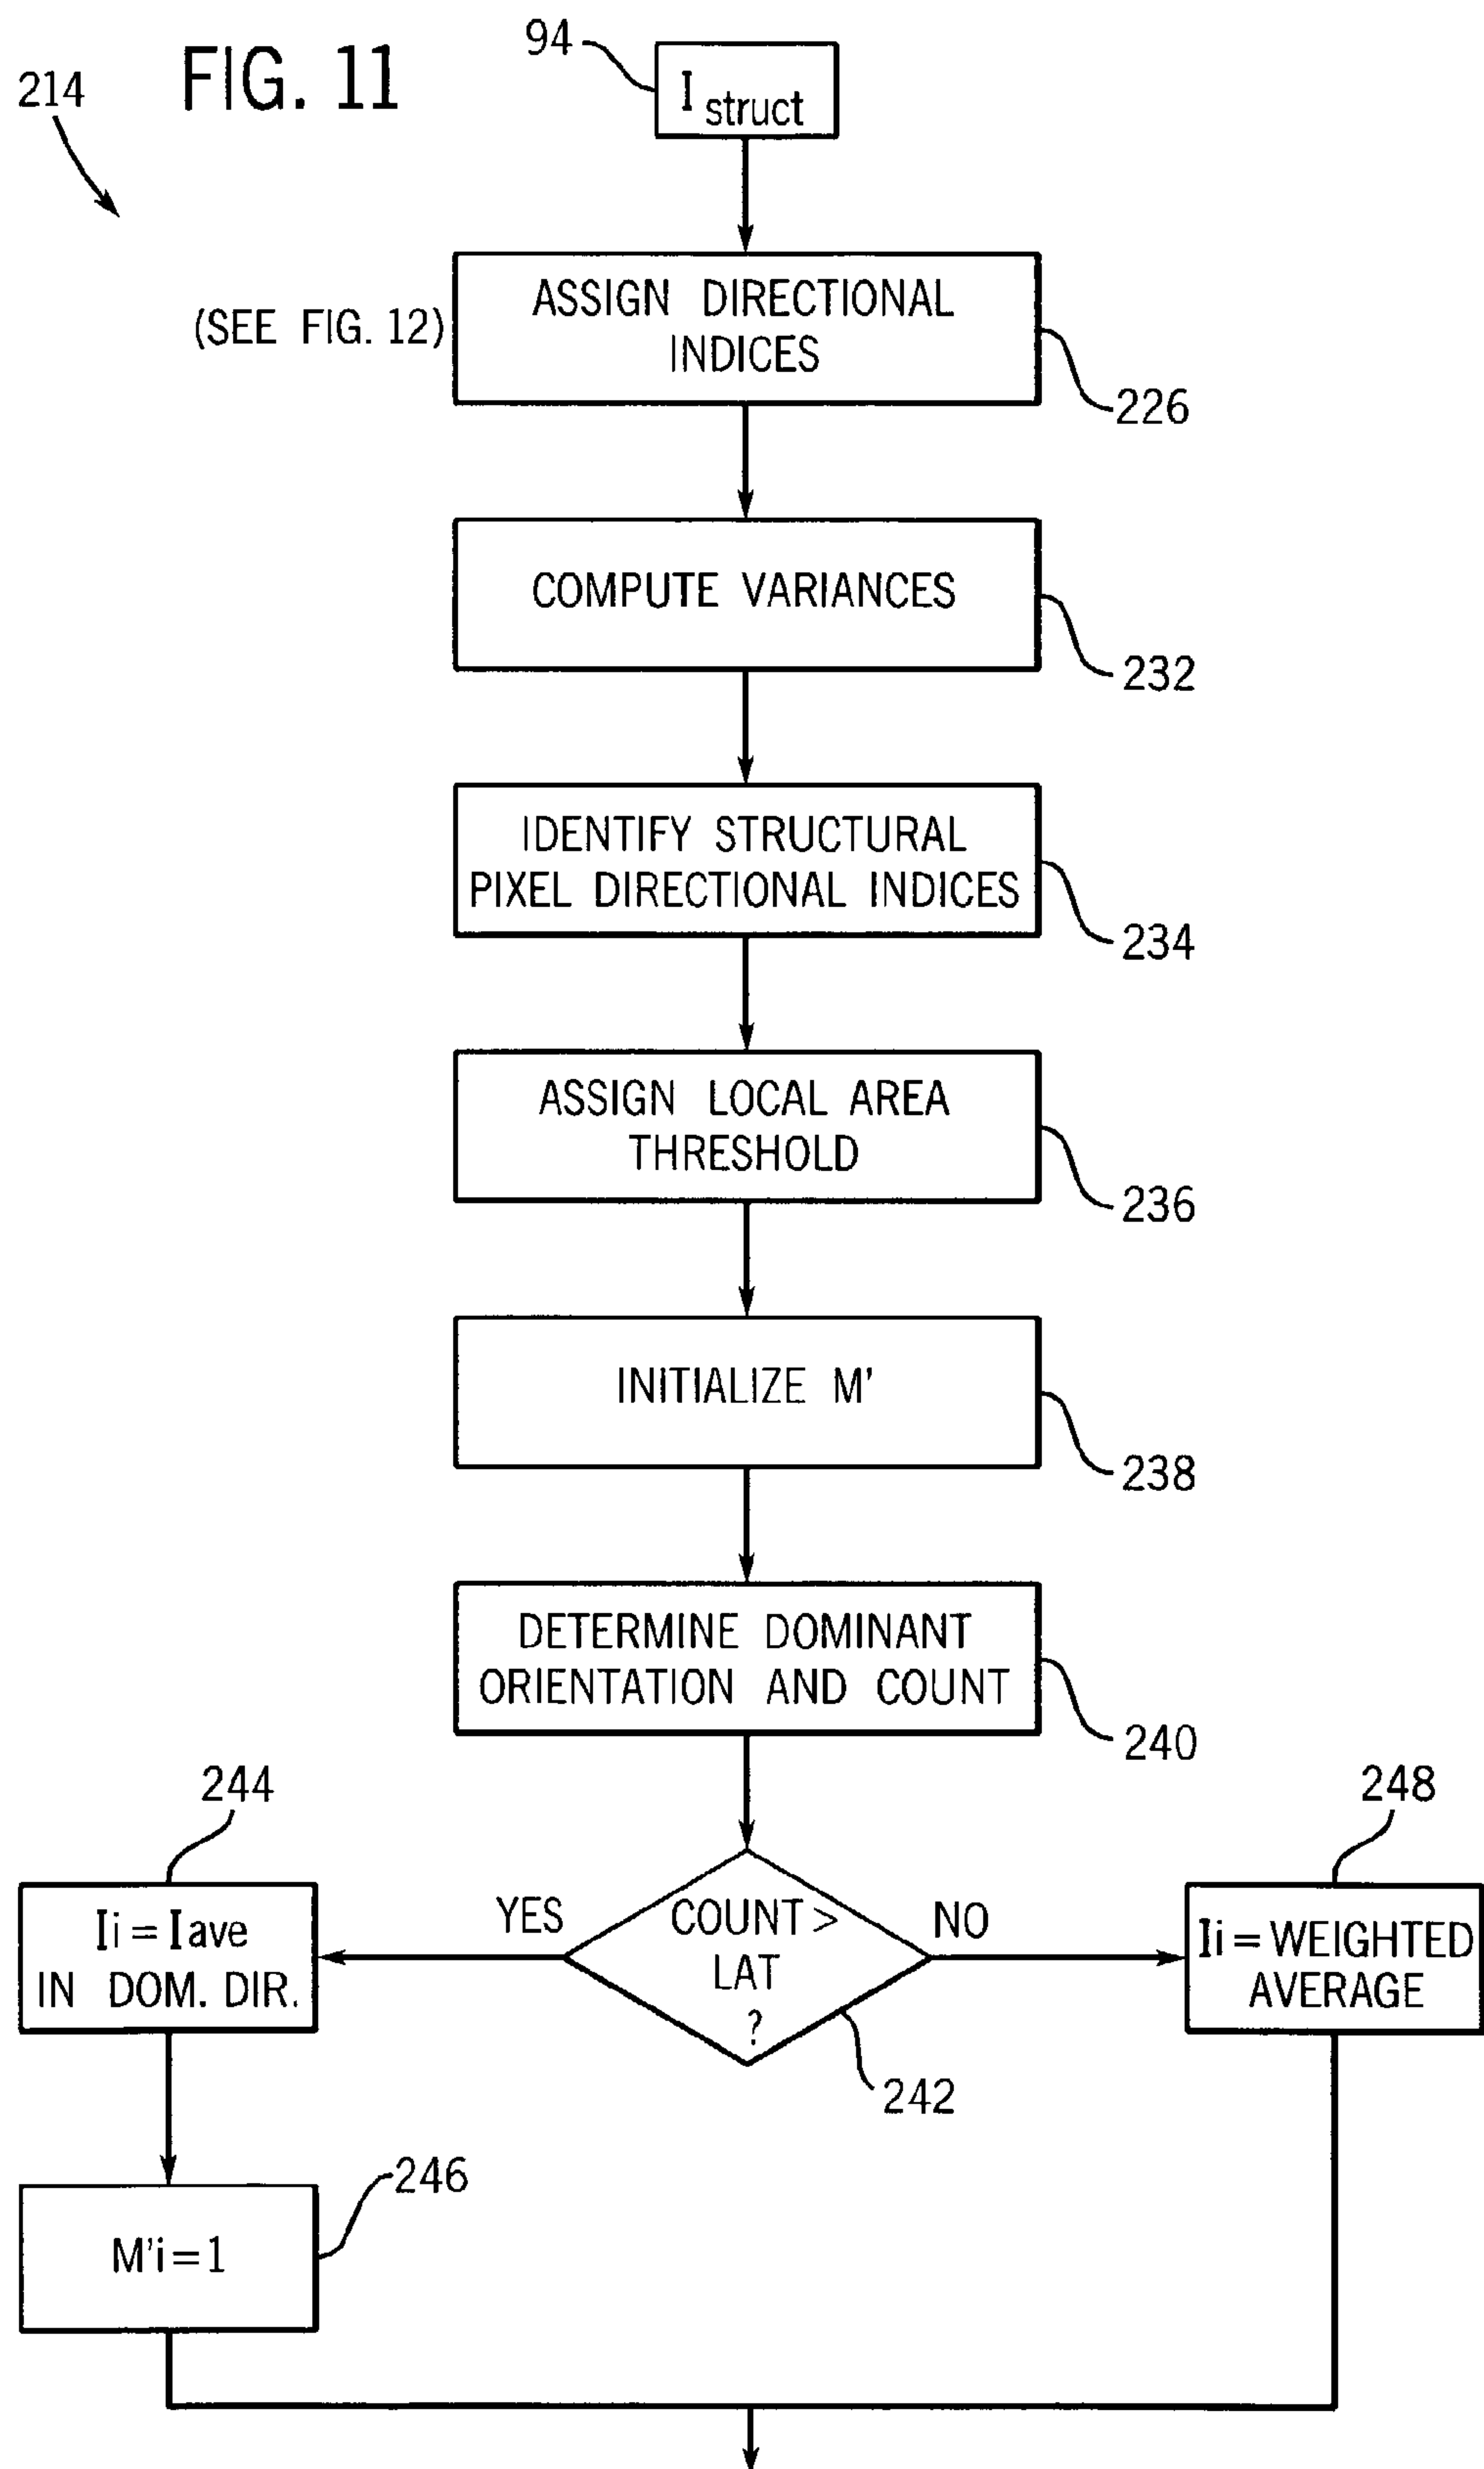 FIG. 11
214
94
I struct
(SEE FIG. 12)
ASSIGN DIRECTIONAL
INDICES
226
COMPUTE VARIANCES
232
IDENTIFY STRUCTURAL
PIXEL DIRECTIONAL INDICES
234
ASSIGN LOCAL AREA
THRESHOLD
236
INITIALIZE M'
238
DETERMINE DOMINANT
ORIENTATION AND COUNT
240
244
Ii = Iave
IN DOM. DIR.
YES
COUNT >
LAT
?
242
NO
248
Ii = WEIGHTED
AVERAGE
M'i = 1
246